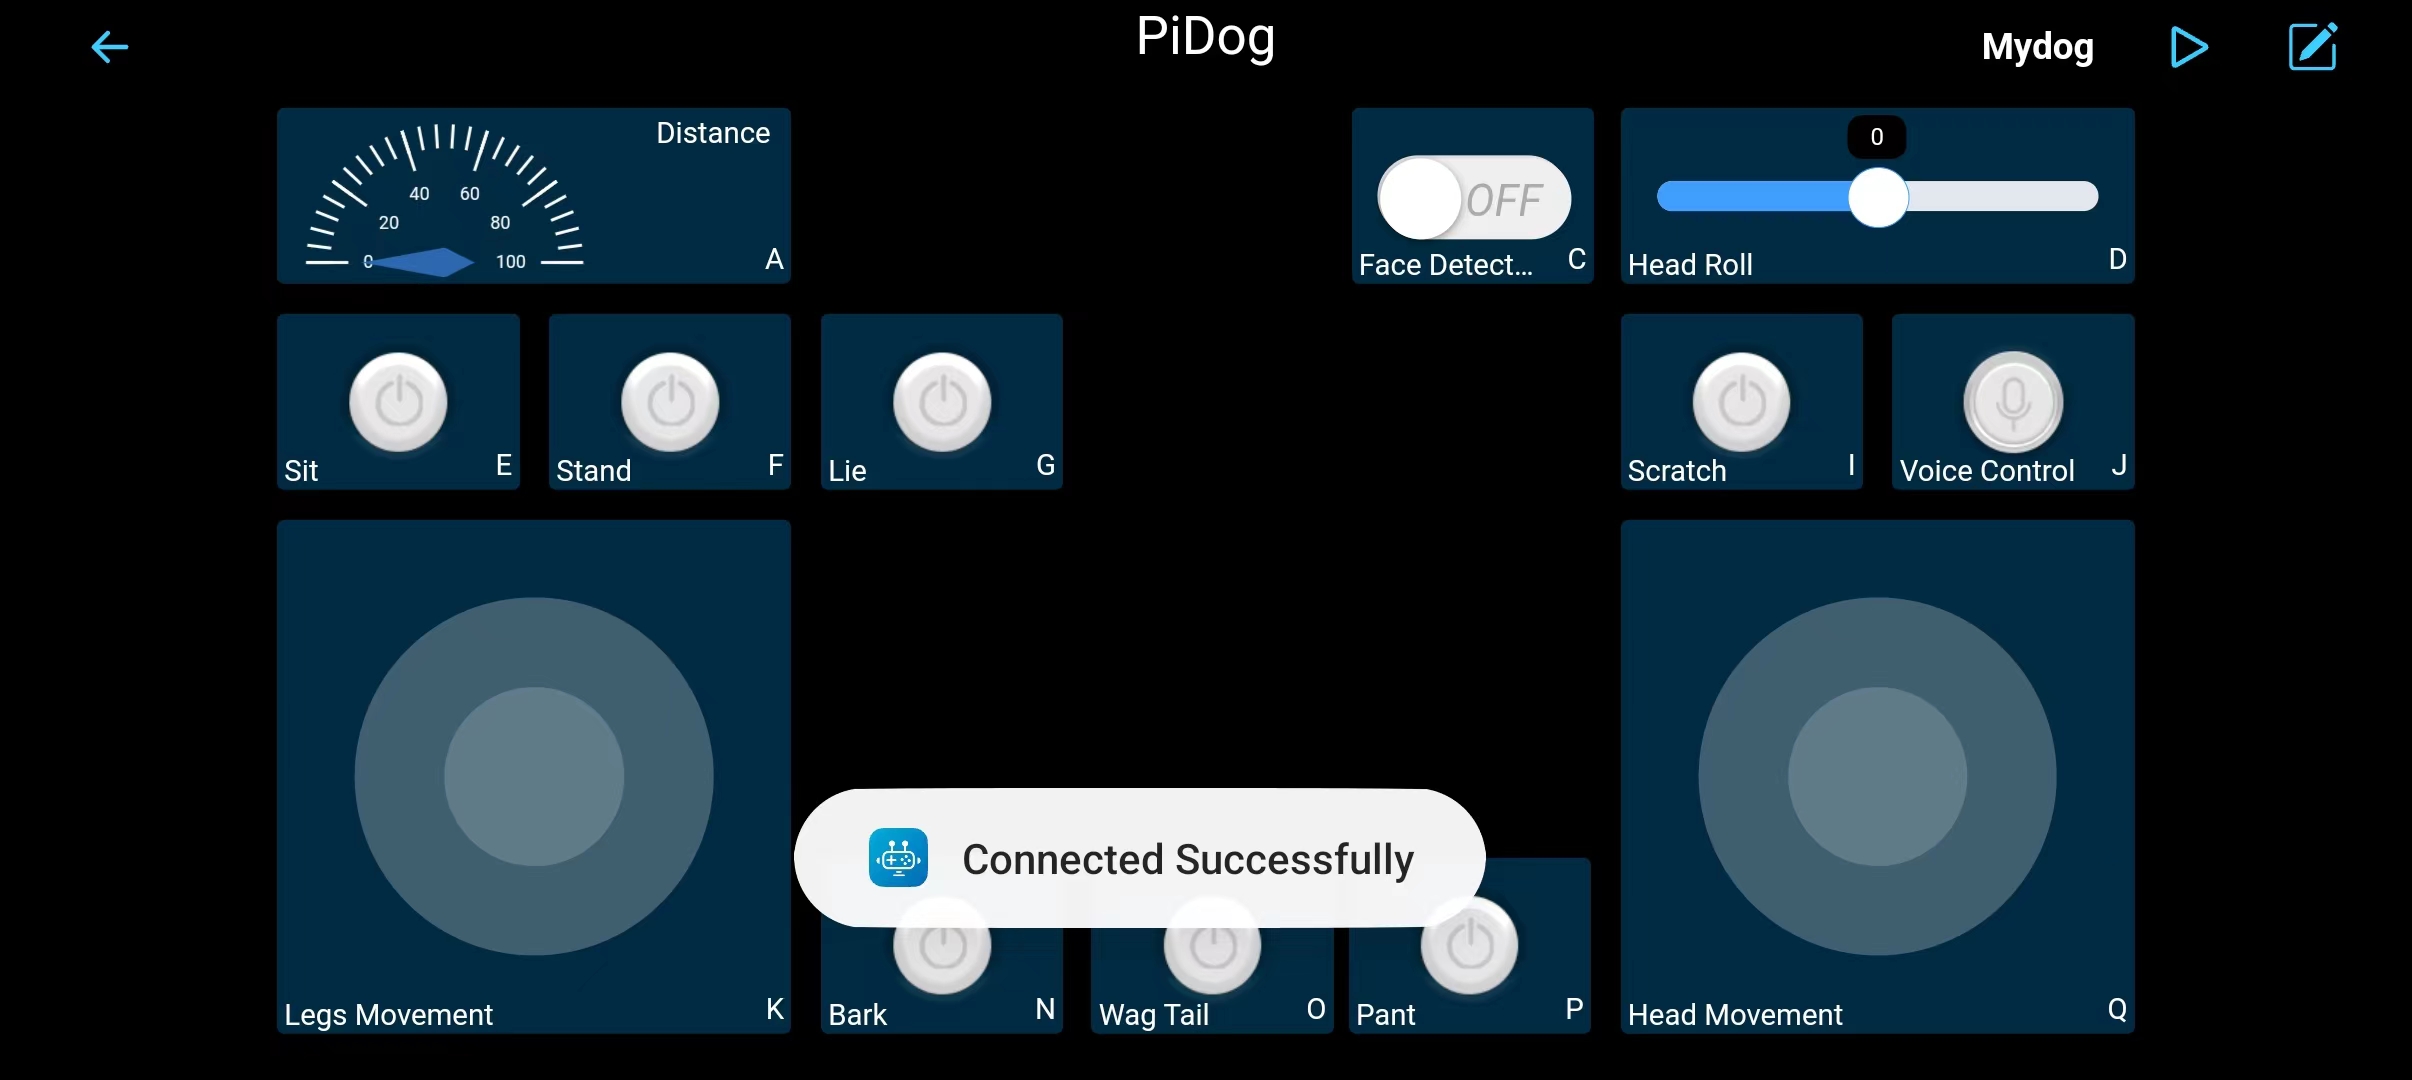 PiDog
Mydog
Distance
0
20
40
60
80
100
A
OFF
Face Detect...
C
0
Head Roll
D
Sit
E
Stand
F
Lie
G
Scratch
I
Voice Control
J
Legs Movement
K
Connected Successfully
Bark
N
Wag Tail
O
Pant
P
Head Movement
Q